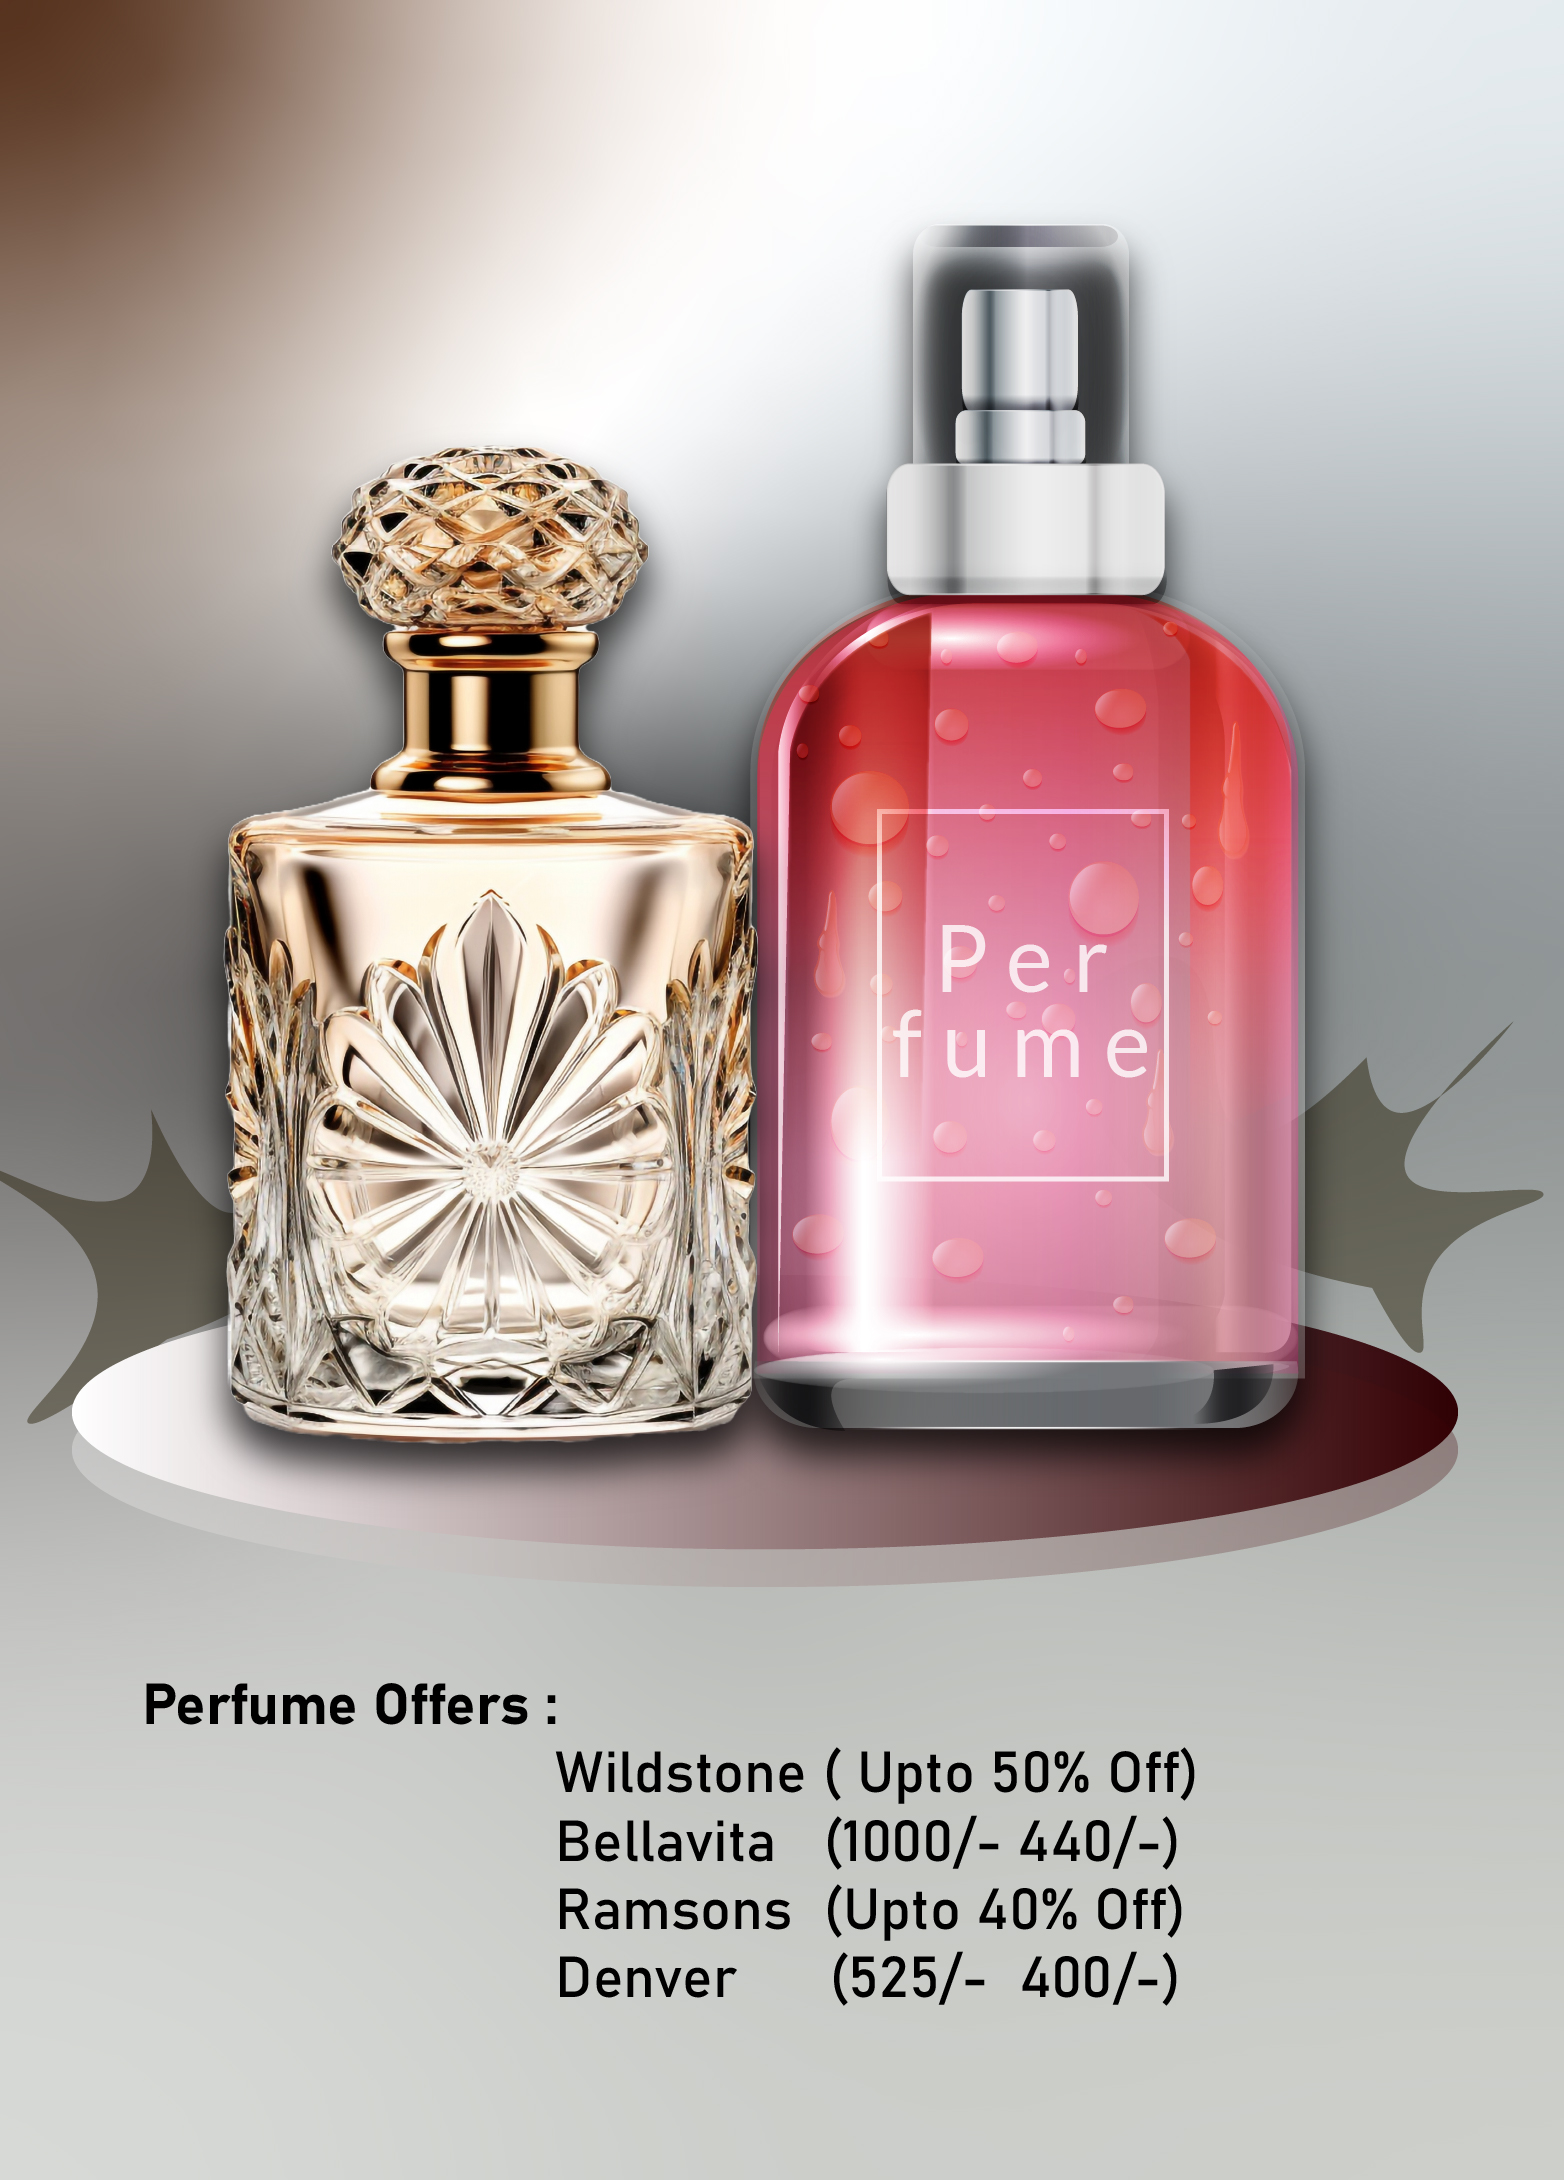 Per
fume
Perfume Offers :
Wildstone ( Upto 50% Off)
Bellavita (1000/- 440/-)
Ramsons (Upto 40% Off)
Denver (525/- 400/-)